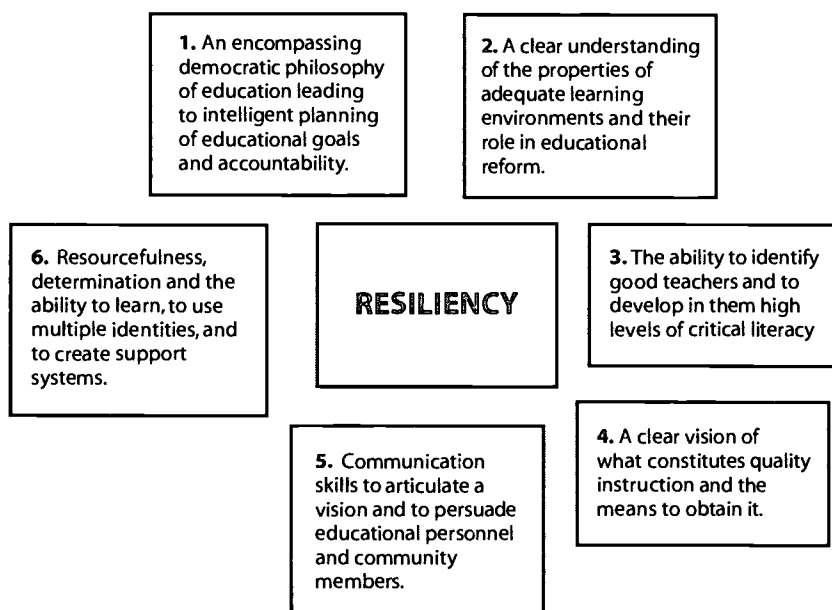 1. An encompassing
democratic philosophy
of education leading
to intelligent planning
of educational goals
and accountability.
2. A clear understanding
of the properties of
adequate learning
environments and their
role in educational
reform.
RESILIENCY
3. The ability to identify
good teachers and to
develop in them high
levels of critical literacy
4. A clear vision of
what constitutes quality
instruction and the
means to obtain it.
5. Communication
skills to articulate a
vision and to persuade
educational personnel
and community
members.
6. Resourcefulness,
determination and the
ability to learn, to use
multiple identities, and
to create support
systems.